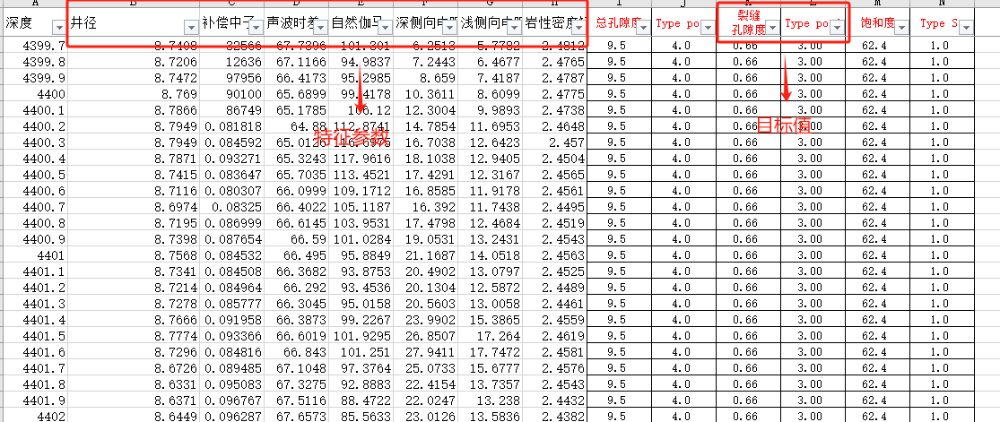 深度 井径 补偿中子 声波时差 自然伽马 深侧向电 浅侧向电 岩性密度 总孔隙度 Type po 裂缝 Type po 饱和度 Type S
孔隙度
4399.7 8.7408 32566 67.7396 101.301 6.2513 5.7782 2.4812 9.5 4.0 0.66 3.00 62.4 1.0
4399.8 8.7206 12636 67.1166 94.9837 7.2443 6.4677 2.4765 9.5 4.0 0.66 3.00 62.4 1.0
4399.9 8.7472 97956 66.4173 95.2985 8.659 7.4187 2.4787 9.5 4.0 0.66 3.00 62.4 1.0
4400 8.769 90100 65.6899 99.4178 10.3611 8.6099 2.4775 9.5 4.0 0.66 3.00 62.4 1.0
4400.1 8.7866 86749 65.1785 106.12 12.3004 9.9893 2.4738 9.5 4.0 0.66 3.00 62.4 1.0
4400.2 8.7949 0.081818 64.88 112.8741 14.7854 11.6953 2.4648 9.5 4.0 0.66 3.00 62.4 1.0
特征参数 目标值
4400.3 8.7949 0.084592 65.0126 16.7038 12.6423 2.457 9.5 4.0 0.66 3.00 62.4 1.0
4400.4 8.7871 0.093271 65.3243 117.9616 18.1038 12.9405 2.4504 9.5 4.0 0.66 3.00 62.4 1.0
4400.5 8.7415 0.083647 65.7035 113.4521 17.4291 12.3167 2.4565 9.5 4.0 0.66 3.00 62.4 1.0
4400.6 8.7116 0.080307 66.0999 109.1712 16.8585 11.9178 2.4561 9.5 4.0 0.66 3.00 62.4 1.0
4400.7 8.6974 0.08325 66.4022 105.1187 16.392 11.7438 2.4495 9.5 4.0 0.66 3.00 62.4 1.0
4400.8 8.7195 0.086999 66.6145 103.9531 17.4798 12.4684 2.4519 9.5 4.0 0.66 3.00 62.4 1.0
4400.9 8.7398 0.087654 66.59 101.0284 19.0531 13.2431 2.4543 9.5 4.0 0.66 3.00 62.4 1.0
4401 8.7568 0.084532 66.495 95.8849 21.1687 14.0518 2.4563 9.5 4.0 0.66 3.00 62.4 1.0
4401.1 8.7341 0.084508 66.3682 93.8753 20.4902 13.0797 2.4525 9.5 4.0 0.66 3.00 62.4 1.0
4401.2 8.7214 0.084964 66.292 93.4536 20.1304 12.5872 2.4489 9.5 4.0 0.66 3.00 62.4 1.0
4401.3 8.7278 0.085777 66.3045 95.0158 20.5603 13.0058 2.4461 9.5 4.0 0.66 3.00 62.4 1.0
4401.4 8.7666 0.091958 66.3873 99.2267 23.9902 15.3865 2.4559 9.5 4.0 0.66 3.00 62.4 1.0
4401.5 8.7774 0.093366 66.6019 101.9295 26.8507 17.264 2.4619 9.5 4.0 0.66 3.00 62.4 1.0
4401.6 8.7296 0.084816 66.843 101.251 27.9411 17.7472 2.4581 9.5 4.0 0.66 3.00 62.4 1.0
4401.7 8.6726 0.089485 67.1048 97.3764 25.0733 15.6777 2.4576 9.5 4.0 0.66 3.00 62.4 1.0
4401.8 8.6331 0.095083 67.3275 92.8883 22.4154 13.7357 2.4543 9.5 4.0 0.66 3.00 62.4 1.0
4401.9 8.6371 0.096767 67.5116 88.4722 22.0247 13.238 2.4432 9.5 4.0 0.66 3.00 62.4 1.0
4402 8.6449 0.096287 67.6573 85.5633 23.0126 13.5836 2.4382 9.5 4.0 0.66 3.00 62.4 1.0